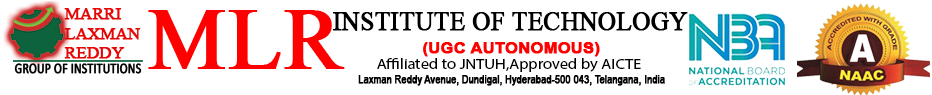 MARRI
LAXMAN
REDDY
GROUP OF INSTITUTIONS
MLR
INSTITUTE OF TECHNOLOGY
(UGC AUTONOMOUS)
Affiliated to JNTUH,Approved by AICTE
Laxman Reddy Avenue, Dundigal, Hyderabad-500 043, Telangana, India
NBA
NATIONAL BOARD
of ACCREDITATION
ACCREDITED WITH GRADE
A
NAAC